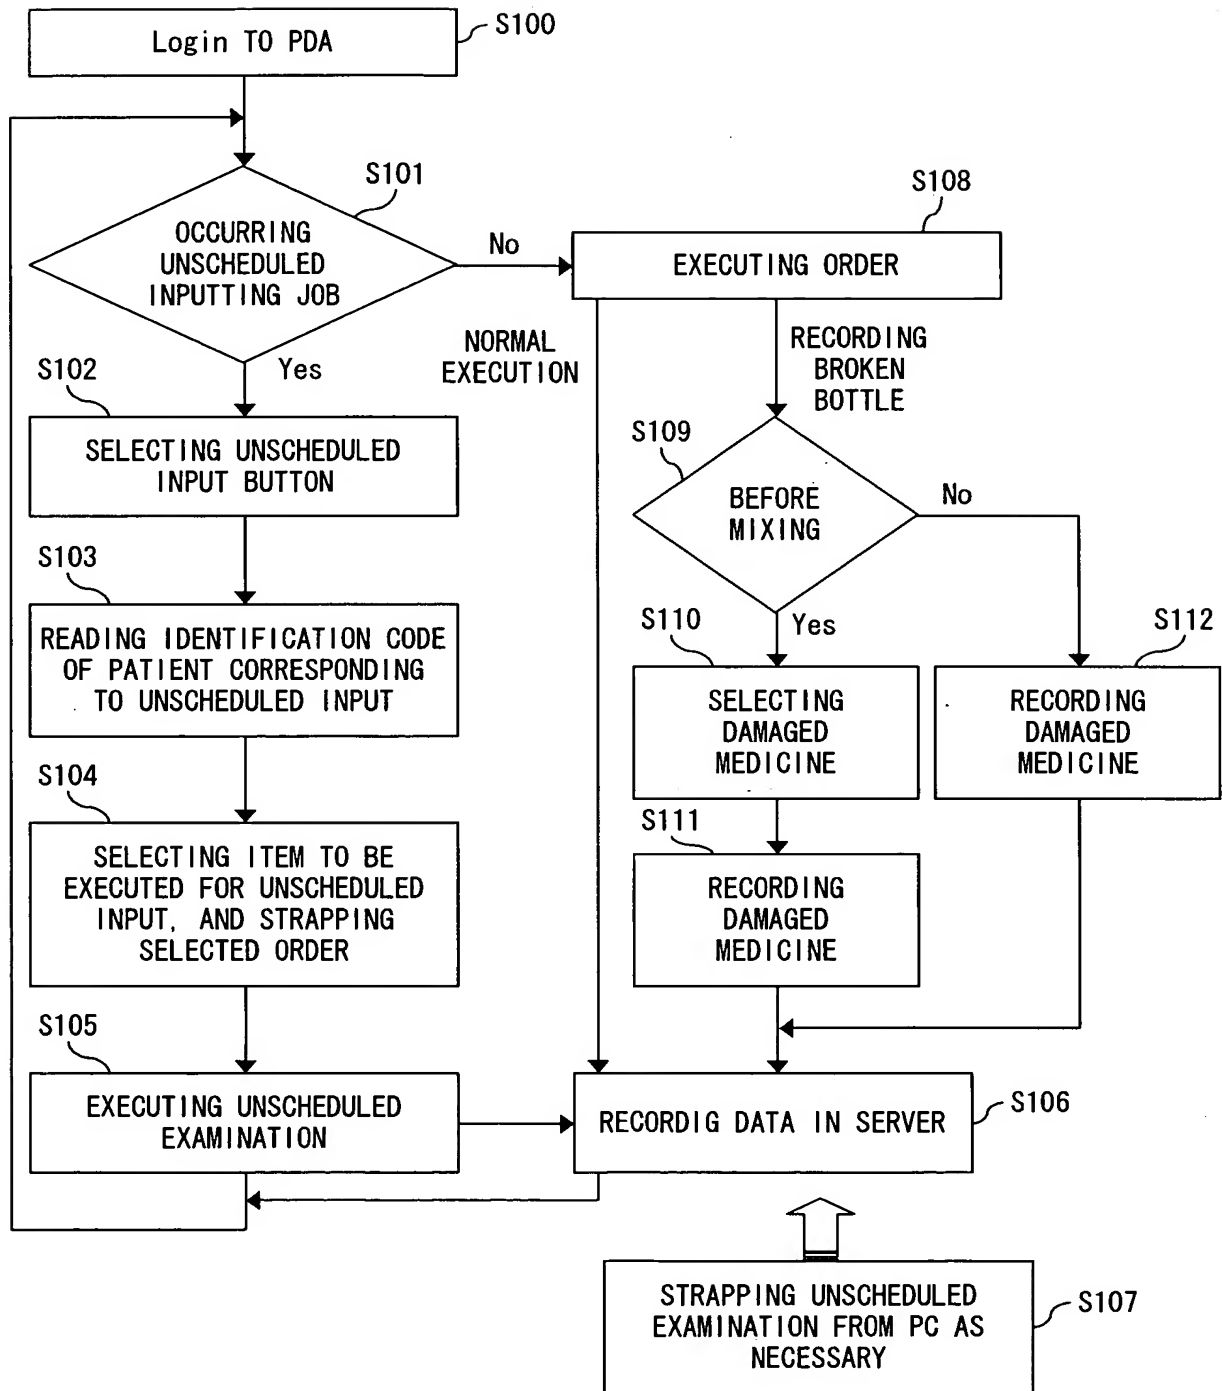 Login TO PDA
S100
S101
OCCURRING
UNSCHEDULED
INPUTTING JOB
No
Yes
S108
EXECUTING ORDER
NORMAL
EXECUTION
RECORDING
BROKEN
BOTTLE
S102
SELECTING UNSCHEDULED
INPUT BUTTON
S109
BEFORE
MIXING
No
Yes
S103
READING IDENTIFICATION CODE
OF PATIENT CORRESPONDING
TO UNSCHEDULED INPUT
S110
SELECTING
DAMAGED
MEDICINE
S112
RECORDING
DAMAGED
MEDICINE
S104
SELECTING ITEM TO BE
EXECUTED FOR UNSCHEDULED
INPUT, AND STRAPPING
SELECTED ORDER
S111
RECORDING
DAMAGED
MEDICINE
S105
EXECUTING UNSCHEDULED
EXAMINATION
RECORDIG DATA IN SERVER
S106
STRAPPING UNSCHEDULED
EXAMINATION FROM PC AS
NECESSARY
S107